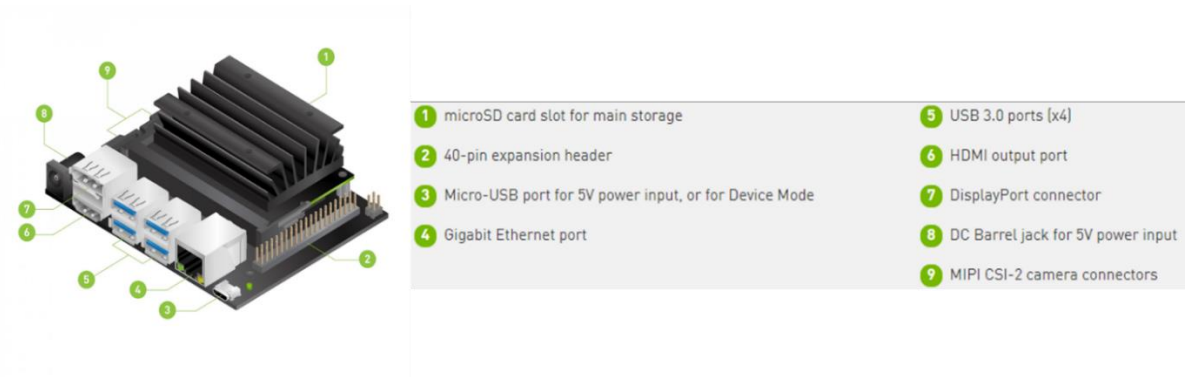 1
9
8
7
6
5
4
3
2
1 microSD card slot for main storage
2 40-pin expansion header
3 Micro-USB port for 5V power input, or for Device Mode
4 Gigabit Ethernet port
5 USB 3.0 ports (x4)
6 HDMI output port
7 DisplayPort connector
8 DC Barrel jack for 5V power input
9 MIPI CSI-2 camera connectors